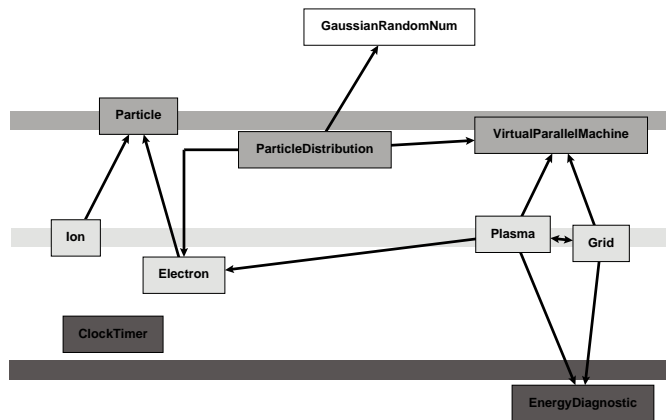 GaussianRandomNum
Particle
ParticleDistribution
VirtualParallelMachine
Ion
Plasma
Grid
Electron
ClockTimer
EnergyDiagnostic